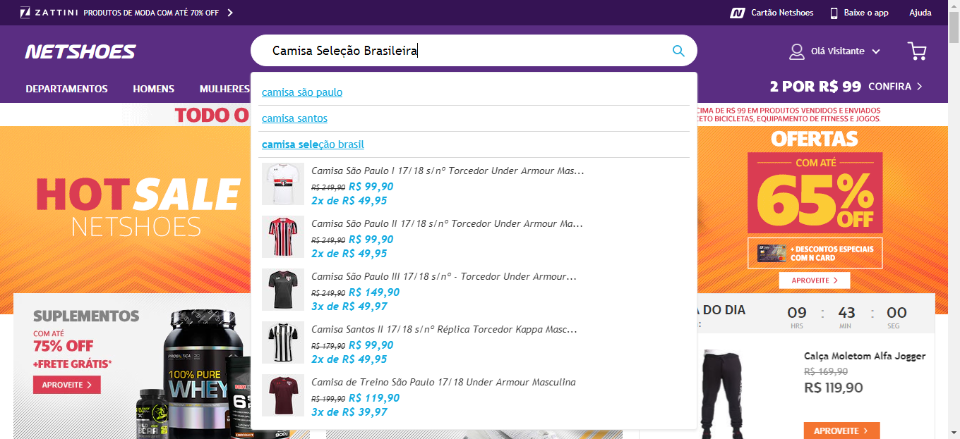 ZATTINI PRODUTOS DE MODA COM ATÉ 70% OFF
Cartão Netshoes
Baixe o app
Ajuda
NETSHOES
Camisa Seleção Brasileira
Olá Visitante
DEPARTAMENTOS
HOMENS
MULHERES
2 POR R$ 99 CONFIRA
camisa são paulo
camisa santos
camisa seleção brasil
Camisa São Paulo I 17/18 s/nº Torcedor Under Armour Mas...
R$ 249,90 R$ 99,90
2x de R$ 49,95
Camisa São Paulo II 17/18 s/nº Torcedor Under Armour Ma...
R$ 249,90 R$ 99,90
2x de R$ 49,95
Camisa São Paulo III 17/18 s/nº - Torcedor Under Armour...
R$ 249,90 R$ 149,90
3x de R$ 49,97
Camisa Santos II 17/18 s/nº Réplica Torcedor Kappa Masc...
R$ 179,90 R$ 99,90
2x de R$ 49,95
Camisa de Treino São Paulo 17/18 Under Armour Masculina
R$ 199,90 R$ 119,90
3x de R$ 39,97
TODO O
CIMA DE R$ 99 EM PRODUTOS VENDIDOS E ENVIADOS
CETO BICICLETAS, EQUIPAMENTO DE FITNESS E JOGOS.
HOT SALE
NETSHOES
OFERTAS
COM ATÉ
65% OFF
+ DESCONTOS ESPECIAIS
COM N CARD
APROVEITE
SUPLEMENTOS
COM ATÉ
75% OFF
+FRETE GRÁTIS*
APROVEITE
100% PURE
WHEY
A DO DIA
:
09 : 43 : 00
HRS MIN SEG
Calça Moletom Alfa Jogger
R$ 169,90
R$ 119,90
APROVEITE